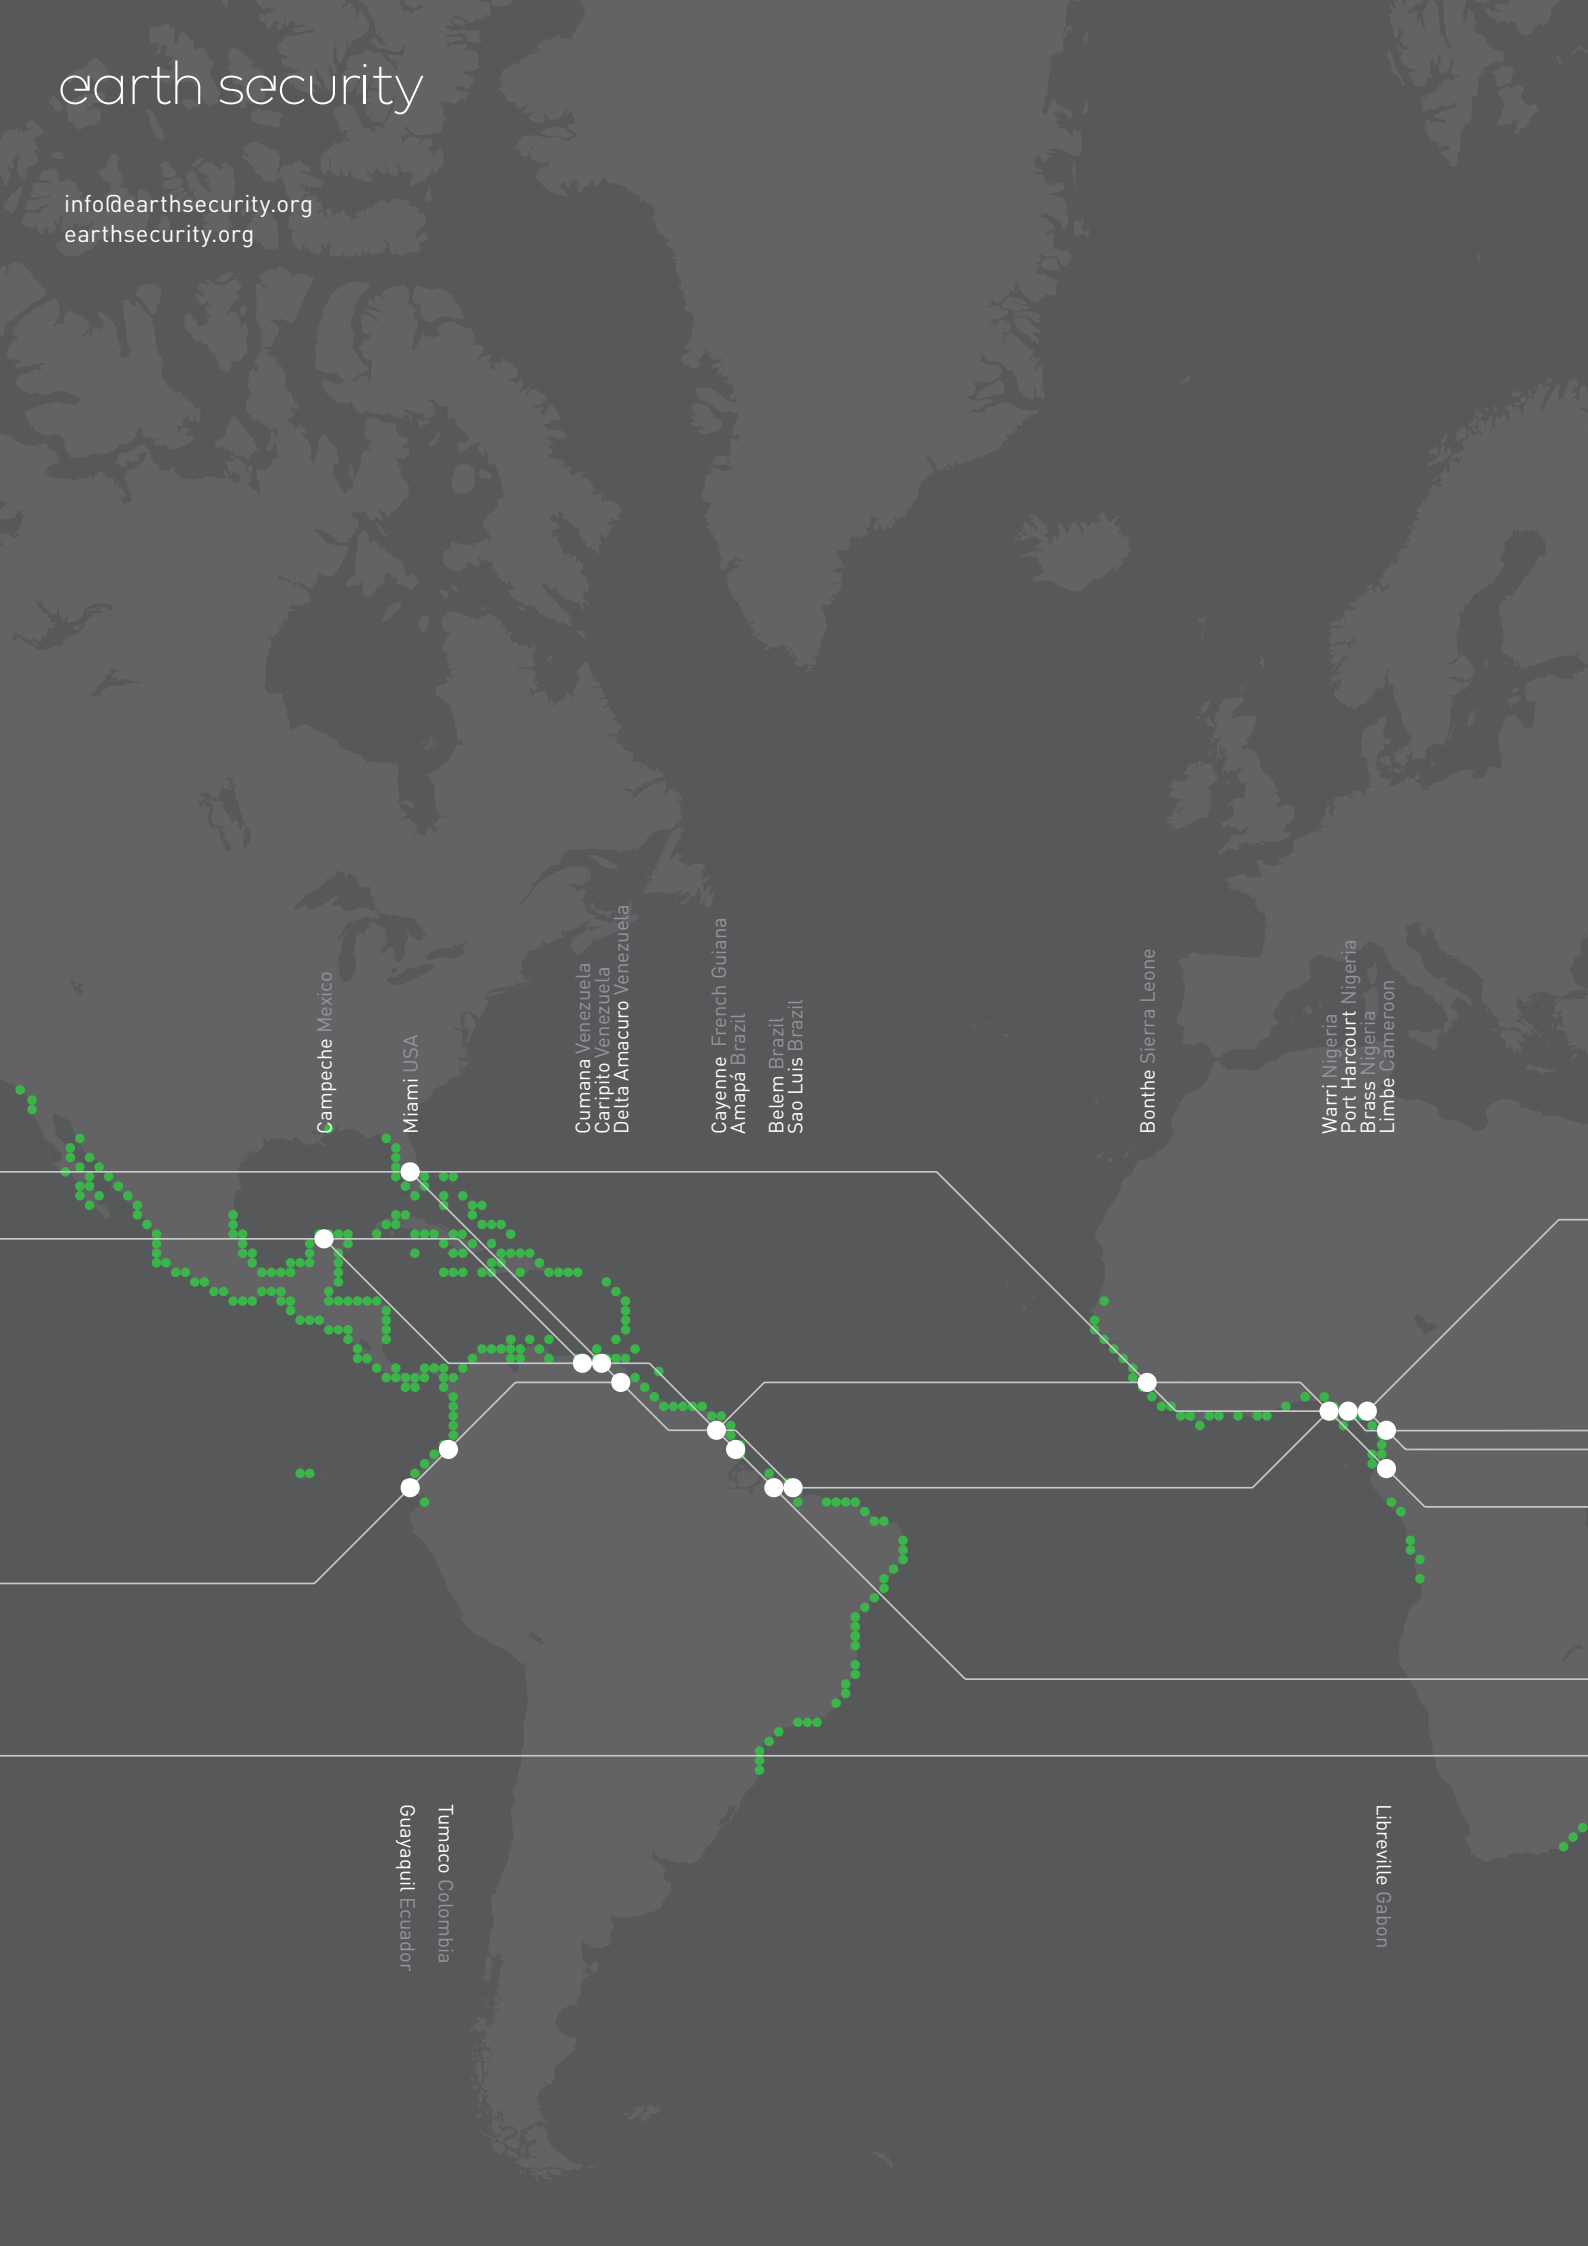 earth security
info@earthsecurity.org
earthsecurity.org
Campeche Mexico
Miami USA
Cumana Venezuela
Caripito Venezuela
Delta Amacuro Venezuela
Cayenne French Guiana
Amapá Brazil
Belem Brazil
Sao Luis Brazil
Bonthe Sierra Leone
Warri Nigeria
Port Harcourt Nigeria
Brass Nigeria
Limbe Cameroon
Guayaquil Ecuador
Tumaco Colombia
Libreville Gabon